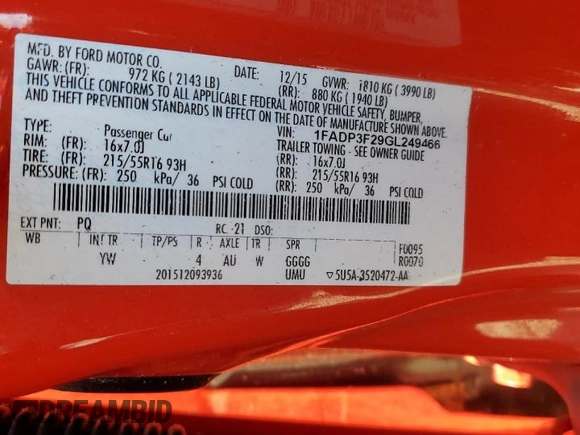 MFD. BY FORD MOTOR CO.
DATE: 12/15 GVWR: 1810 KG (3990 LB)
GAWR:(FR): 972 KG (2143 LB) (RR): 880 KG (1940 LB)
THIS VEHICLE CONFORMS TO ALL APPLICABLE FEDERAL MOTOR VEHICLE SAFETY, BUMPER,
AND THEFT PREVENTION STANDARDS IN EFFECT ON THE DATE OF MANUFACTURE SHOWN ABOVE.
VIN: 1FADP3F29GL249466
TYPE: Passenger Car TRAILER TOWING - SEE OWNER GUIDE
RIM: (FR): 16x7.0J (RR): 16x7.0J
TIRE: (FR): 215/55R16 93H (RR): 215/55R16 93H
PRESSURE: (FR): 250 kPa/ 36 PSI COLD (RR): 250 kPa/ 36 PSI COLD
EXT PNT: PQ RC: 21 DSO:
WB INT TR TP/PS R AXLE TR SPR F0095
YW 4 AU W GGGG R0070
201512093936 UMU ▽5U5A-3520472-AA
DREAMBID